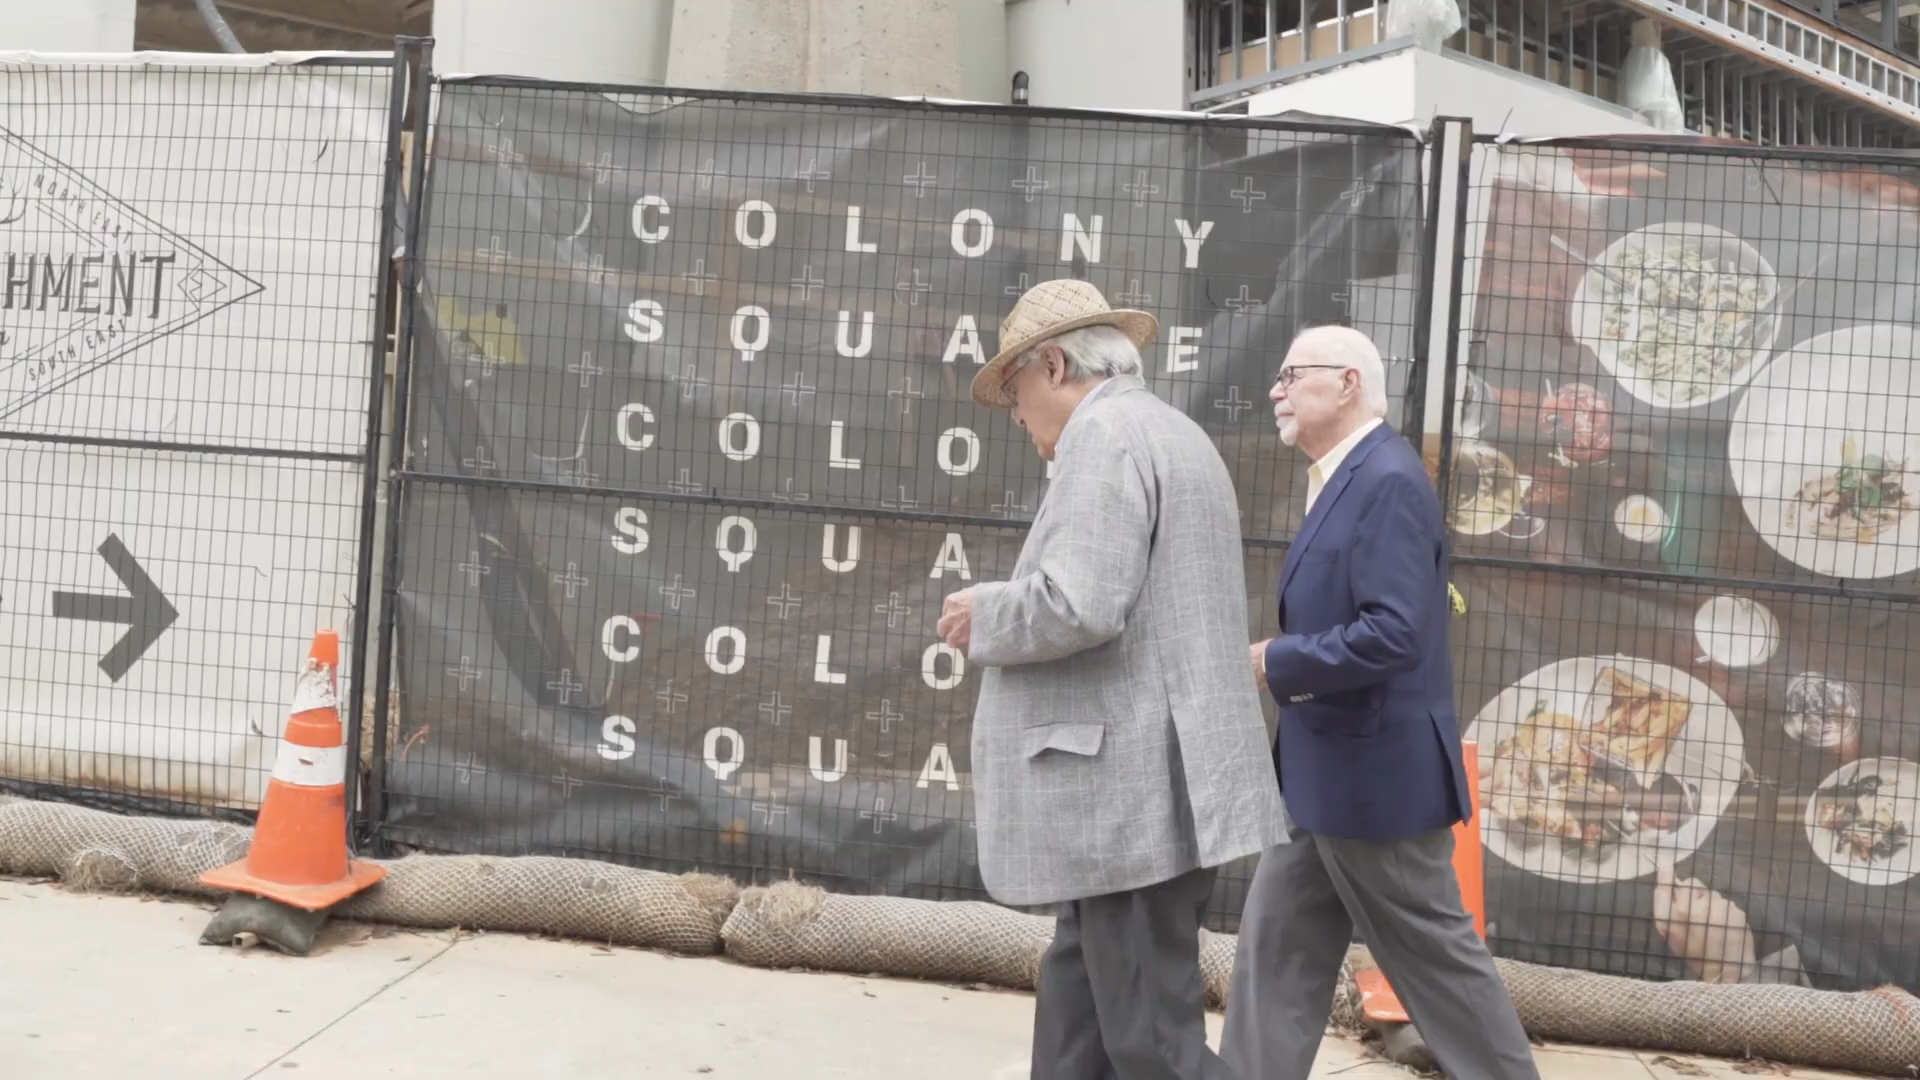 NORTH EAST
HMENT
SOUTH EAST
COLONY
SQUA E
COLO
SQUA
COLO
SQUA